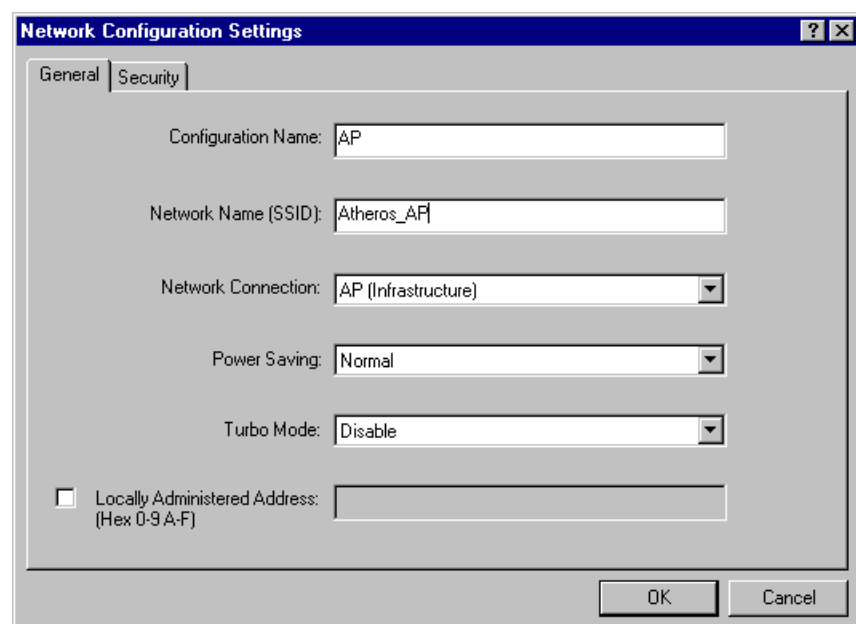 Network Configuration Settings
General
Security
Configuration Name: AP
Network Name (SSID): Atheros_AP
Network Connection: AP (Infrastructure)
Power Saving: Normal
Turbo Mode: Disable
Locally Administered Address:
(Hex 0-9 A-F)
OK
Cancel